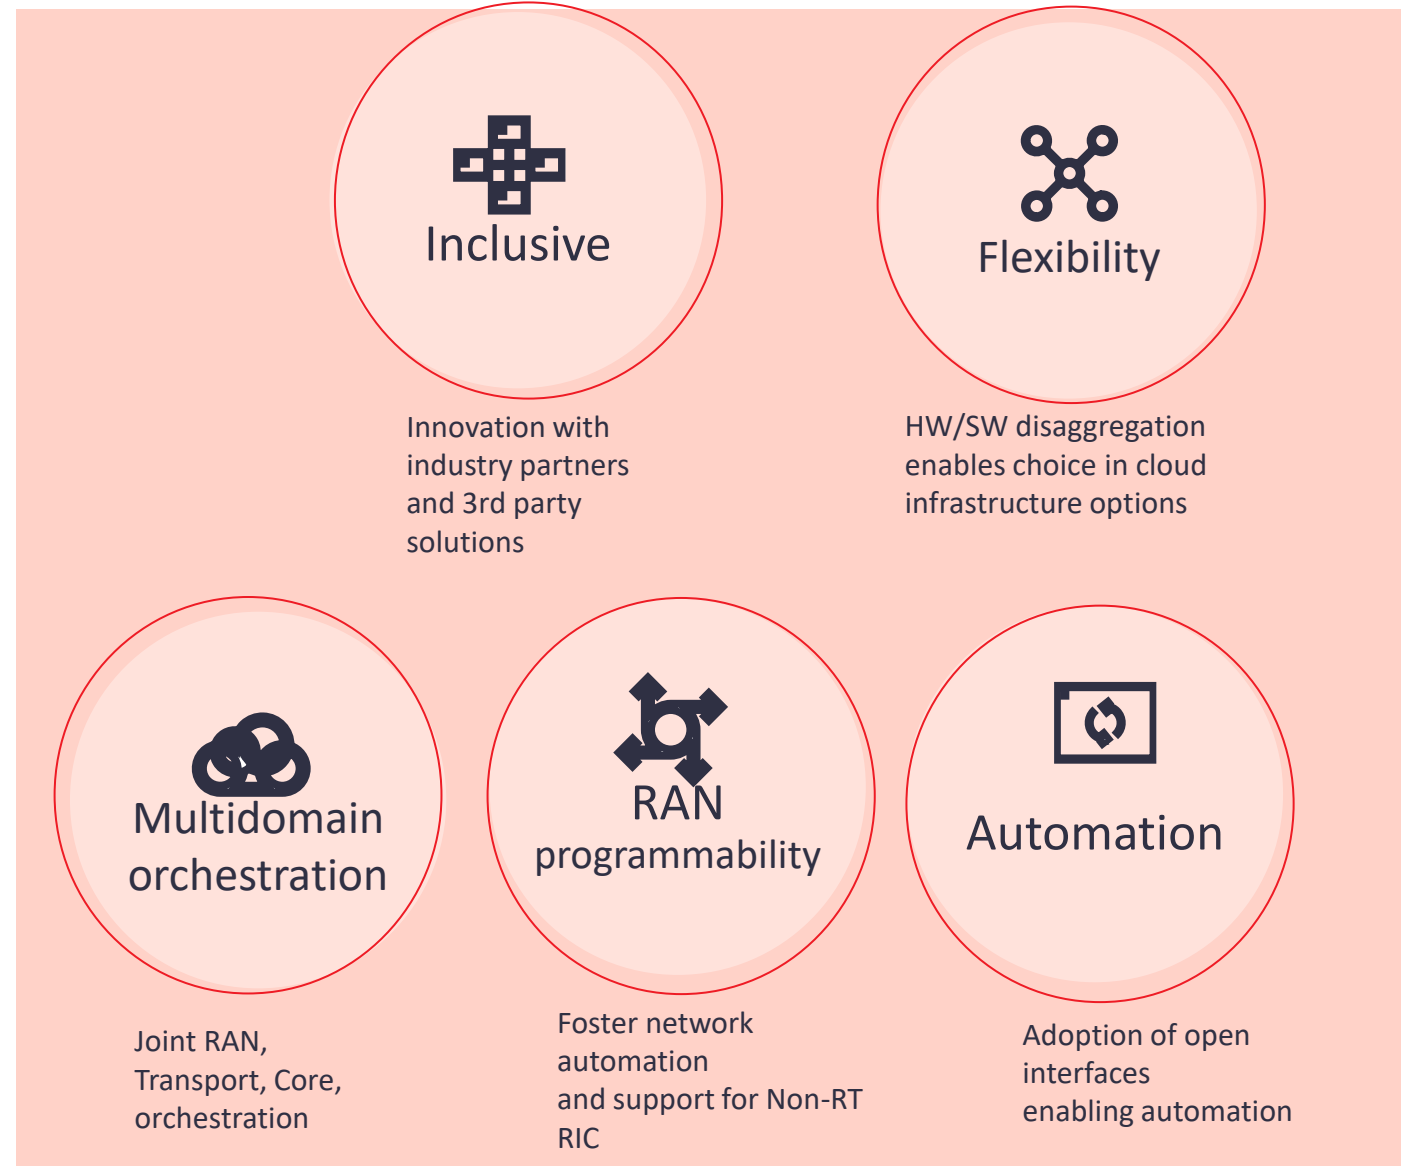 Inclusive
Innovation with
industry partners
and 3rd party
solutions
Flexibility
HW/SW disaggregation
enables choice in cloud
infrastructure options
Multidomain
orchestration
Joint RAN,
Transport, Core,
orchestration
RAN
programmability
Foster network
automation
and support for Non-RT
RIC
Automation
Adoption of open
interfaces
enabling automation